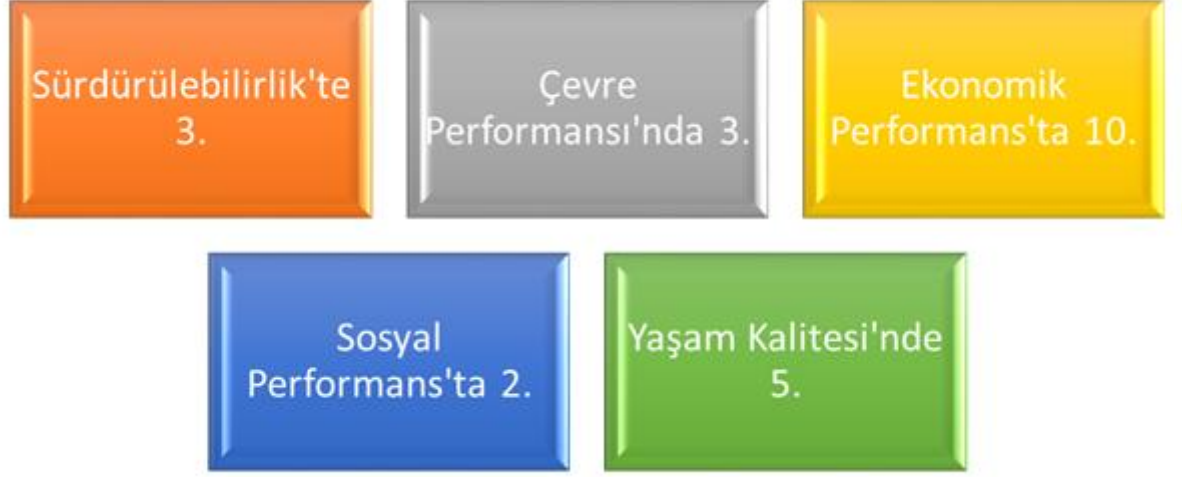 Sürdürülebilirlik'te
3.
Çevre
Performansı'nda 3.
Ekonomik
Performans'ta 10.
Sosyal
Performans'ta 2.
Yaşam Kalitesi'nde
5.